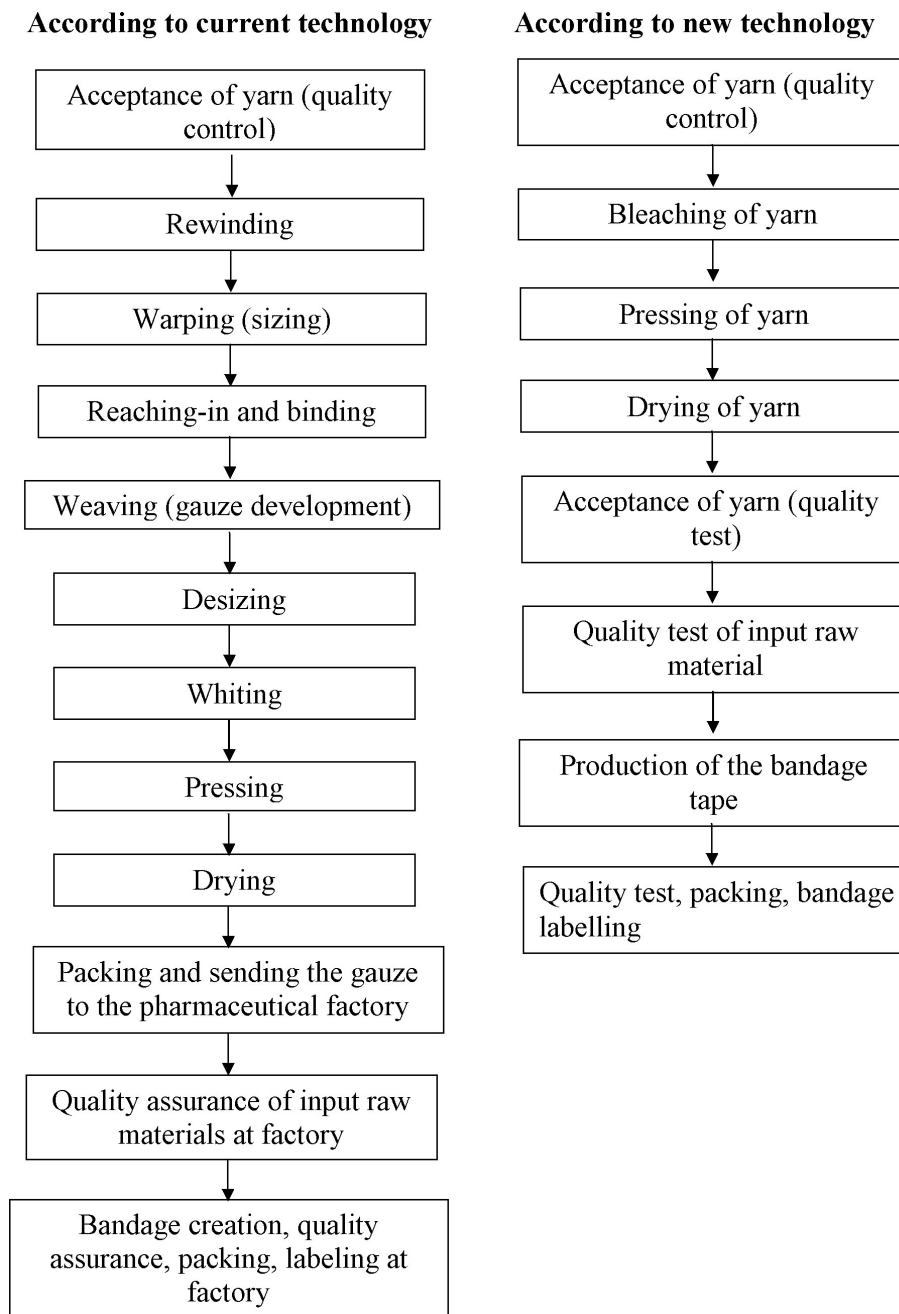 According to current technology
Acceptance of yarn (quality
control)
Rewinding
Warping (sizing)
Reaching-in and binding
Weaving (gauze development)
Desizing
Whiting
Pressing
Drying
Packing and sending the gauze
to the pharmaceutical factory
Quality assurance of input raw
materials at factory
Bandage creation, quality
assurance, packing, labeling at
factory
According to new technology
Acceptance of yarn (quality
control)
Bleaching of yarn
Pressing of yarn
Drying of yarn
Acceptance of yarn (quality
test)
Quality test of input raw
material
Production of the bandage
tape
Quality test, packing, bandage
labelling